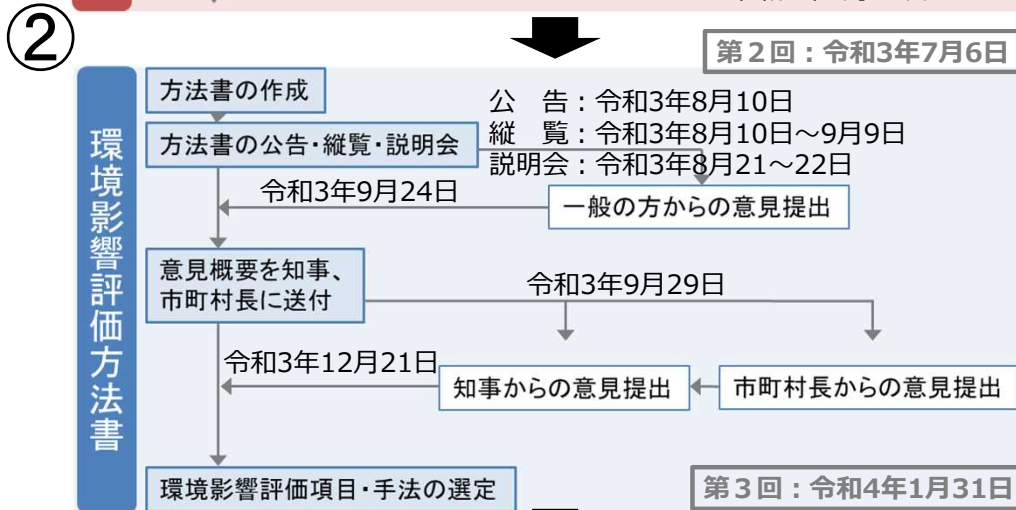 ②
第2回：令和3年7月6日
環境影響評価方法書
方法書の作成
公　告：令和3年8月10日
方法書の公告・縦覧・説明会
縦　覧：令和3年8月10日～9月9日
説明会：令和3年8月21～22日
令和3年9月24日
一般の方からの意見提出
意見概要を知事、
市町村長に送付
令和3年9月29日
令和3年12月21日
知事からの意見提出
市町村長からの意見提出
環境影響評価項目・手法の選定
第3回：令和4年1月31日